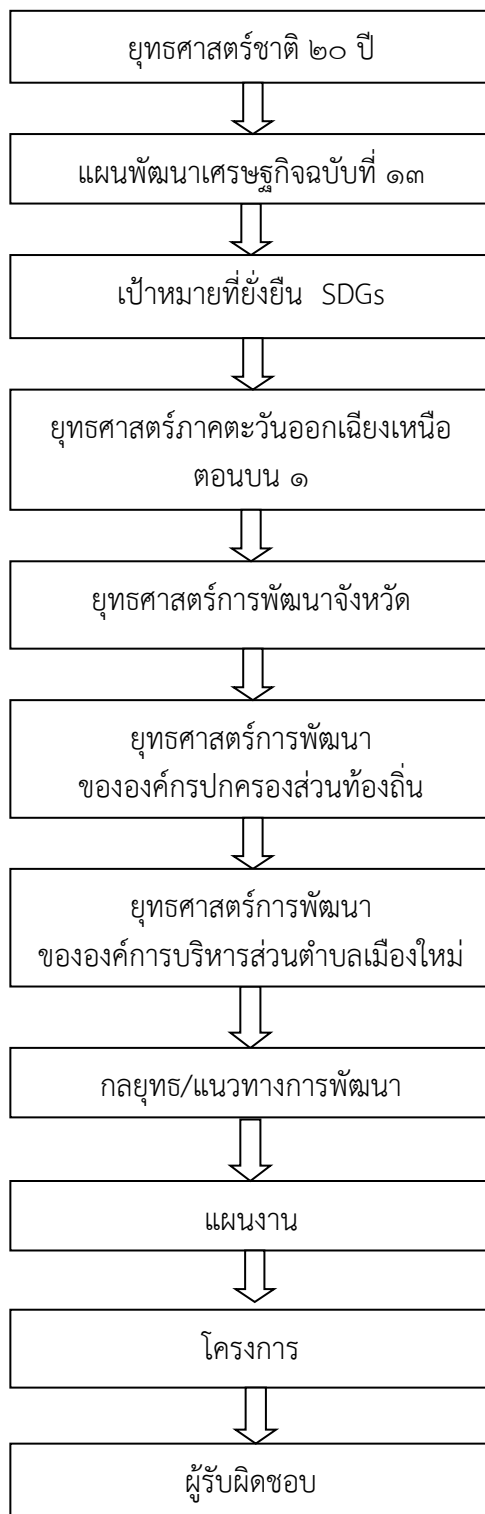 ยุทธศาสตร์ชาติ ๒๐ ปี
แผนพัฒนาเศรษฐกิจฉบับที่ ๑๓
เป้าหมายที่ยั่งยืน SDGs
ยุทธศาสตร์ภาคตะวันออกเฉียงเหนือ
ตอนบน ๑
ยุทธศาสตร์การพัฒนาจังหวัด
ยุทธศาสตร์การพัฒนา
ขององค์กรปกครองส่วนท้องถิ่น
ยุทธศาสตร์การพัฒนา
ขององค์การบริหารส่วนตำบลเมืองใหม่
กลยุทธ/แนวทางการพัฒนา
แผนงาน
โครงการ
ผู้รับผิดชอบ